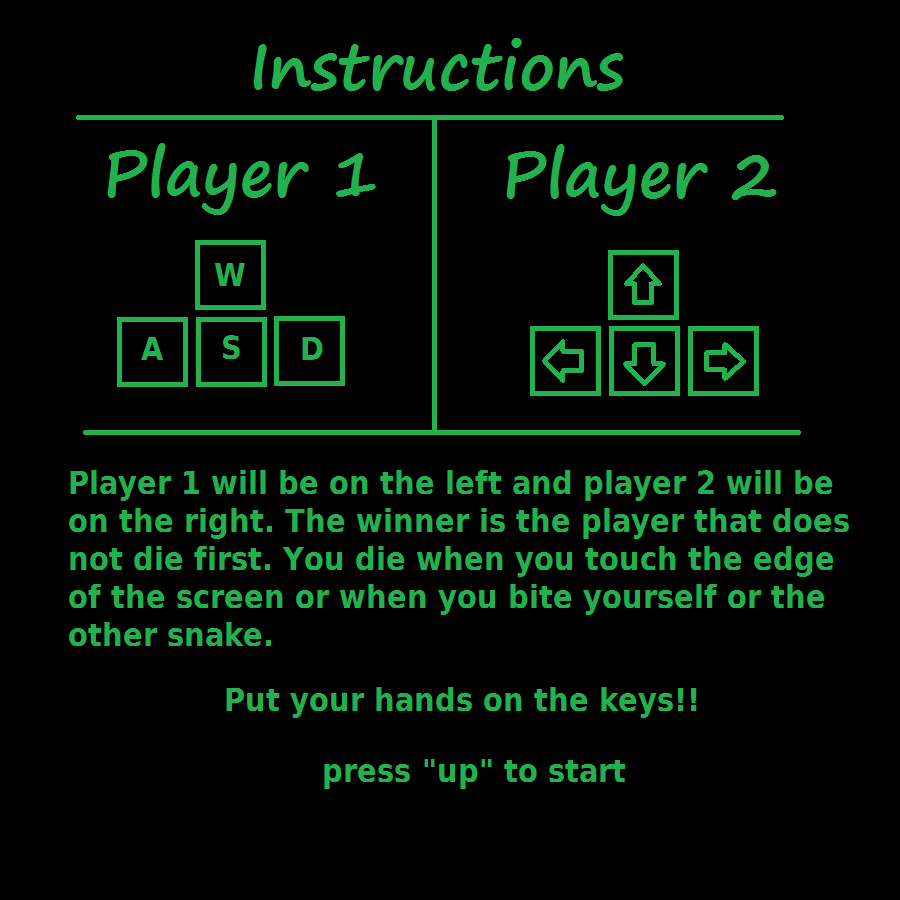 Instructions
Player 1
Player 2
W
A S D
Player 1 will be on the left and player 2 will be
on the right. The winner is the player that does
not die first. You die when you touch the edge
of the screen or when you bite yourself or the
other snake.
Put your hands on the keys!!
press "up" to start